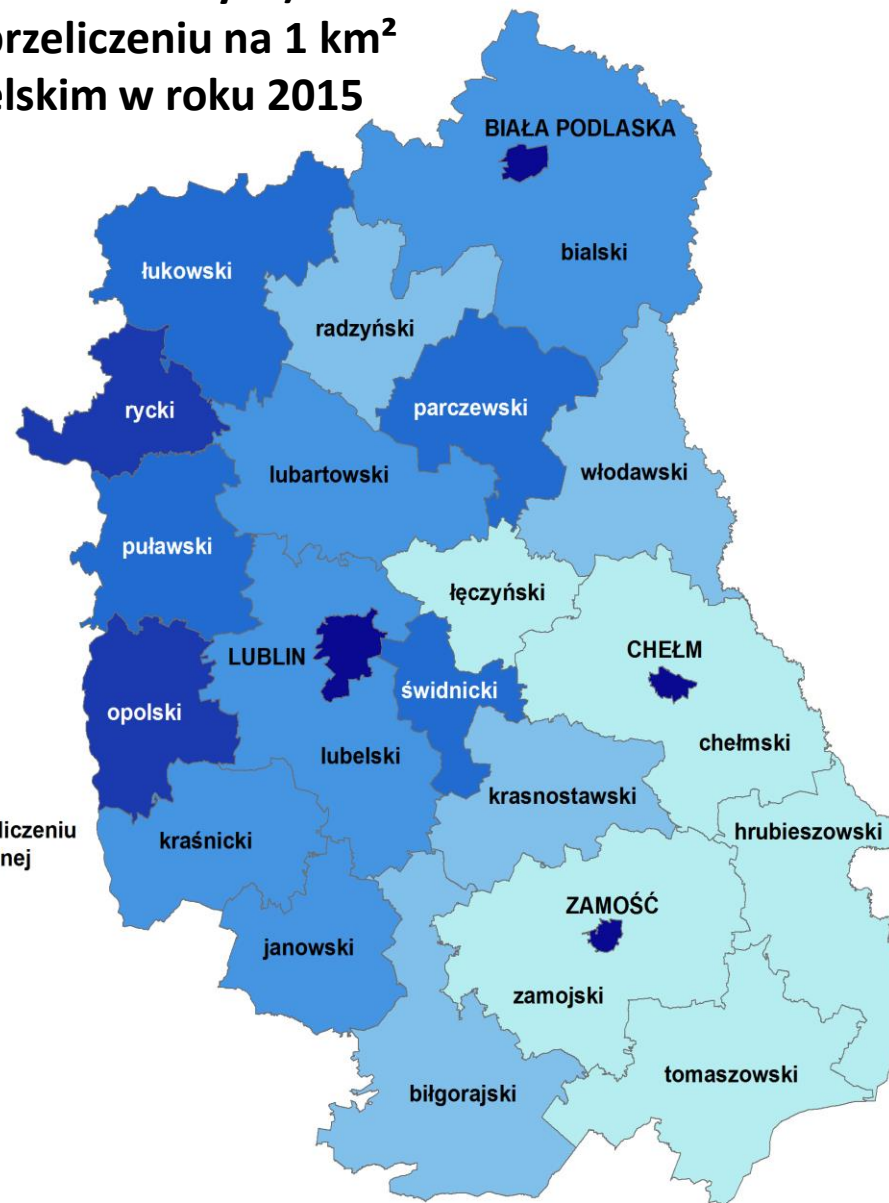 przeliczeniu na 1 km²
elskim w roku 2015
BIAŁA PODLASKA
bialski
łukowski
radzyński
rycki
parczewski
lubartowski
włodawski
puławski
łęczyński
LUBLIN
CHEŁM
świdnicki
opolski
chełmski
lubelski
krasnostawski
hrubieszowski
liczeniu
nej
kraśnicki
ZAMOŚĆ
janowski
zamojski
tomaszowski
biłgorajski